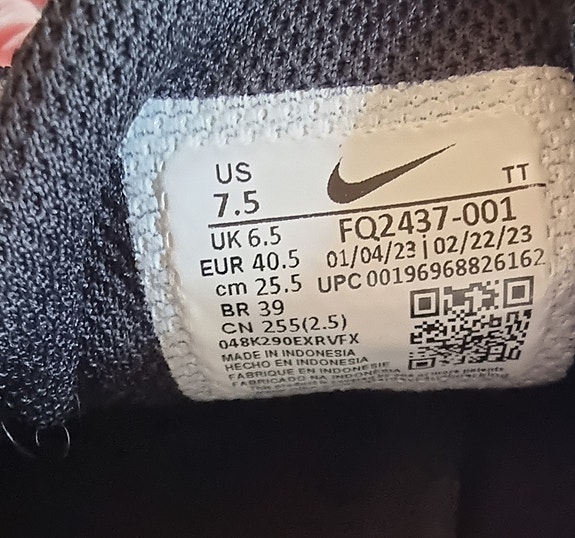 US
7.5
TT
UK 6.5
FQ2437-001
EUR 40.5
01/04/23 | 02/22/23
cm 25.5
UPC 00196968826162
BR 39
CN 255(2.5)
048K290EXRVFX
MADE IN INDONESIA
HECHO EN INDONESIA
FABRIQUE EN INDONESIE
FABRICADO NA INDONESIA